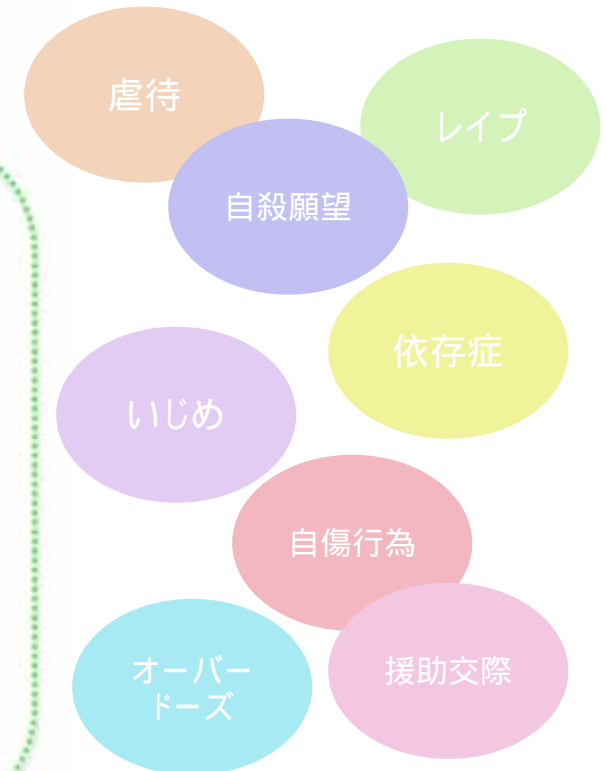 虐待
レイプ
自殺願望
依存症
いじめ
自傷行為
オーバー
ドーズ
援助交際